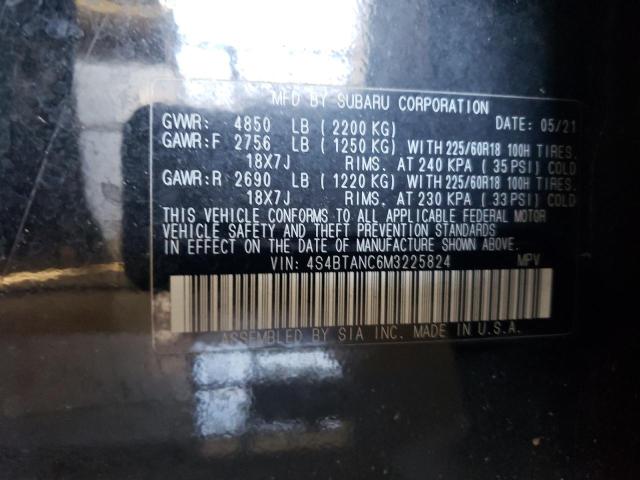 MFD BY SUBARU CORPORATION
GVWR: 4850 LB ( 2200 KG) DATE: 05/21
GAWR:F 2756 LB ( 1250 KG) WITH 225/60R18 100H TIRES.
18X7J RIMS. AT 240 KPA ( 35 PSI) COLD
GAWR:R 2690 LB ( 1220 KG) WITH 225/60R18 100H TIRES.
18X7J RIMS. AT 230 KPA ( 33 PSI) COLD
THIS VEHICLE CONFORMS TO ALL APPLICABLE FEDERAL MOTOR
VEHICLE SAFETY AND THEFT PREVENTION STANDARDS
IN EFFECT ON THE DATE OF MANUFACTURE SHOWN ABOVE.
VIN: 4S4BTANC6M3225824 MPV
ASSEMBLED BY SIA INC. MADE IN U.S.A.